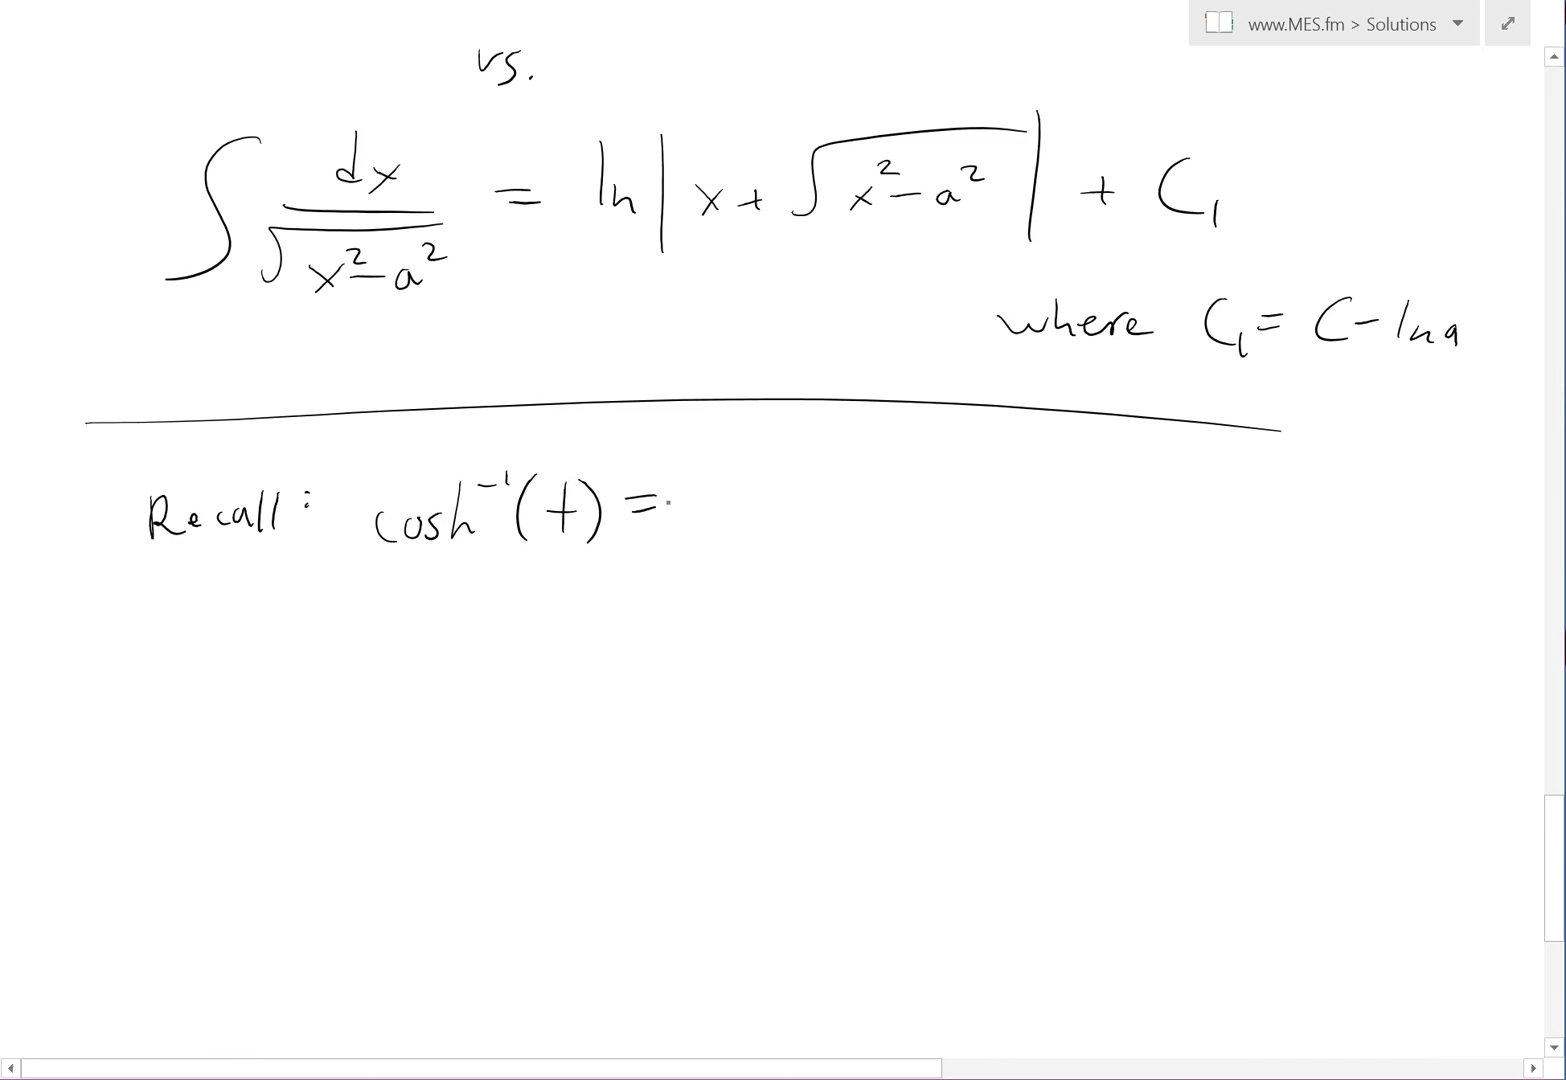 www.MES.fm > Solutions
vs.
∫ dx/√(x² - a²) = ln |x + √(x² - a²)| + C₁
where C₁ = C - ln a
Recall: cosh⁻¹(t) =